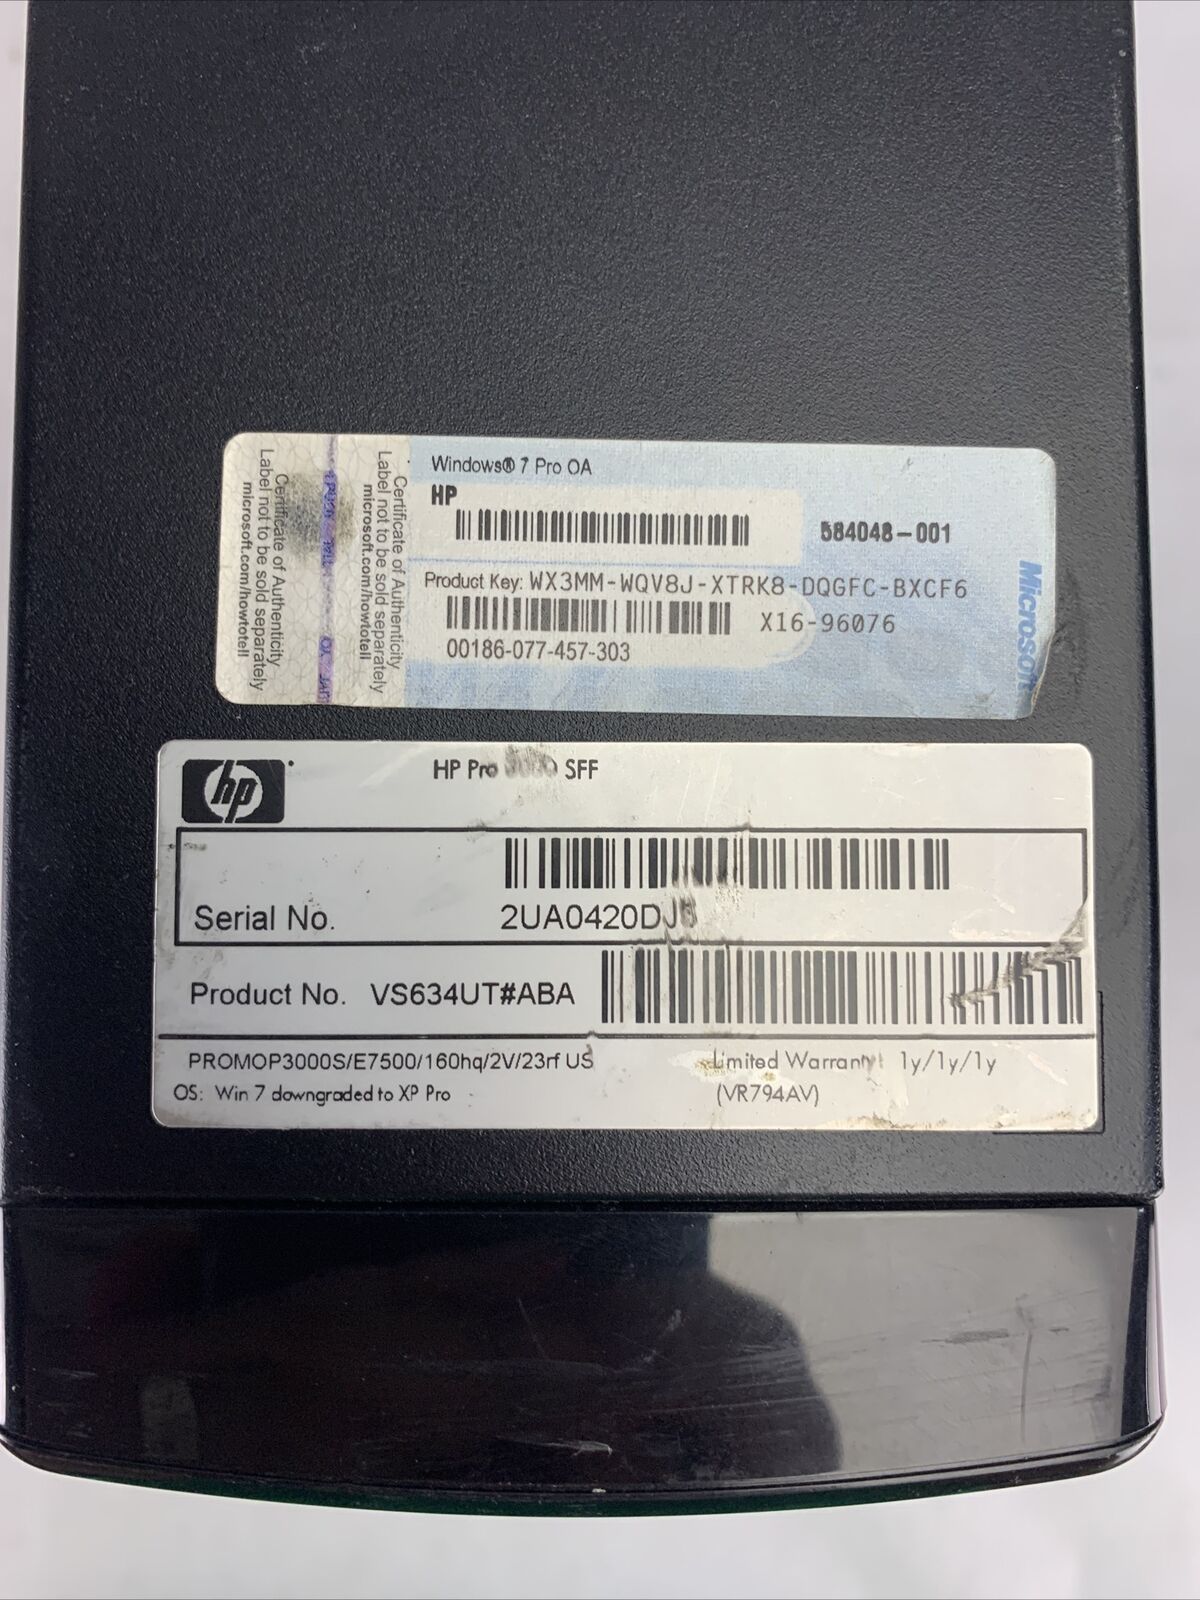 Windows® 7 Pro OA
HP
584048-001
Product Key: WX3MM-WQV8J-XTRK8-DQGFC-BXCF6
X16-96076
00186-077-457-303
Microsoft
Certificate of Authenticity
Label not to be sold separately
microsoft.com/howtotell
Certificate of Authenticity
Label not to be sold separately
microsoft.com/howtotell
hp
HP Pro SFF
Serial No.
Product No. VS634UT#ABA
PROMOP3000S/E7500/160hq/2V/23rf US
Limited Warranty: 1y/1y/1y
OS: Win 7 downgraded to XP Pro
(VR794AV)